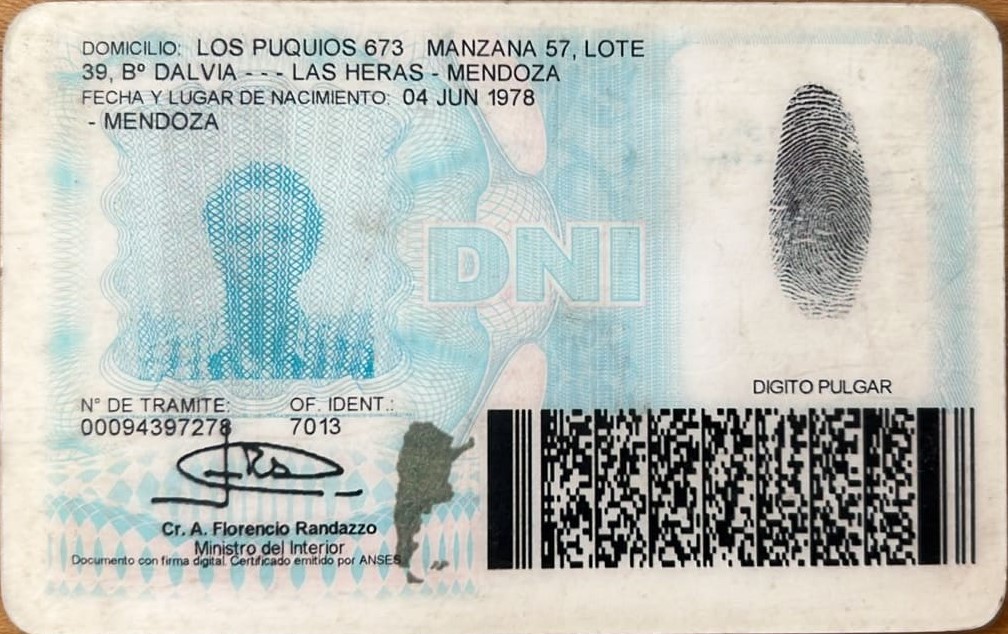 DOMICILIO: LOS PUQUIOS 673 MANZANA 57, LOTE
39, Bº DALVIA - - - LAS HERAS - MENDOZA
FECHA Y LUGAR DE NACIMIENTO: 04 JUN 1978
- MENDOZA
DNI
DIGITO PULGAR
N° DE TRAMITE: OF. IDENT.:
00094397278 7013
Cr. A. Florencio Randazzo
Ministro del Interior
Documento con firma digital. Certificado emitido por ANSES